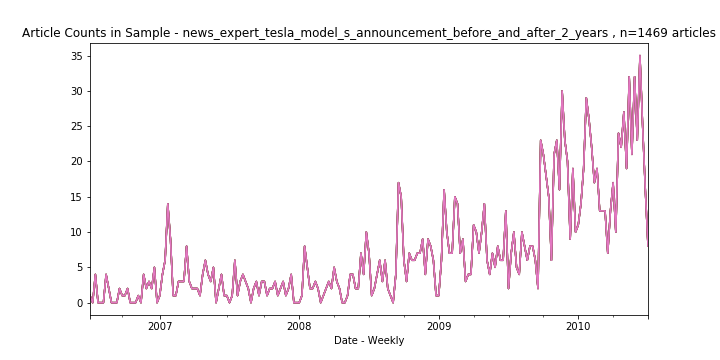 Article Counts in Sample - news_expert_tesla_model_s_announcement_before_and_after_2_years , n=1469 articles
35
30
25
20
15
10
5
0
2007 2008 2009 2010
Date - Weekly